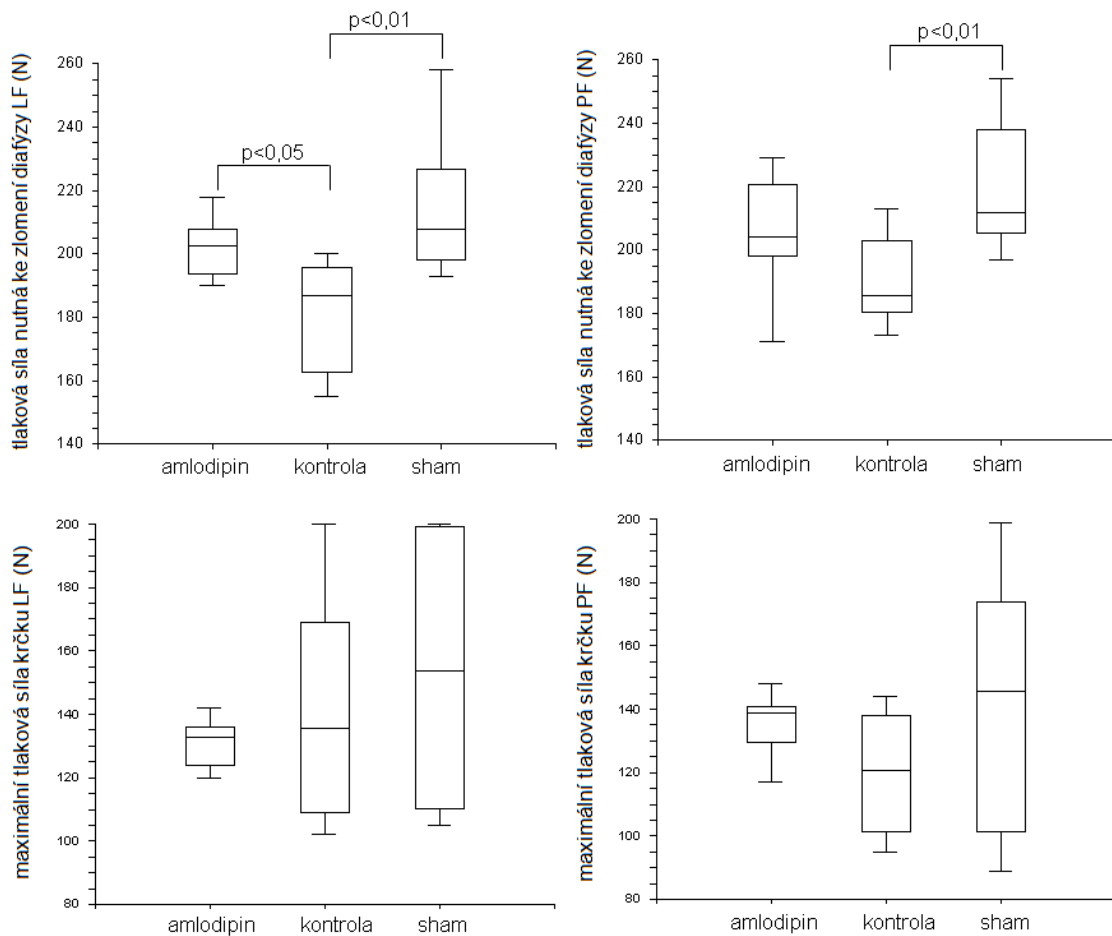 p<0,01
p<0,05
tlaková síla nutná ke zlomení diafýzy LF (N)
260
240
220
200
180
160
140
amlodipin kontrola sham
p<0,01
tlaková síla nutná ke zlomení diafýzy PF (N)
260
240
220
200
180
160
140
amlodipin kontrola sham
maximální tlaková síla krčku LF (N)
200
180
160
140
120
100
80
amlodipin kontrola sham
maximální tlaková síla krčku PF (N)
200
180
160
140
120
100
80
amlodipin kontrola sham